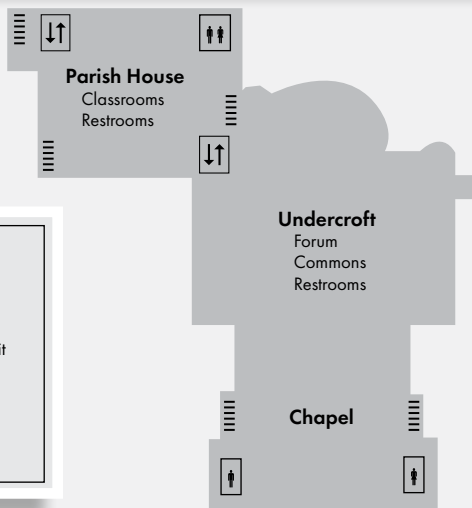 Parish House
Classrooms
Restrooms
Undercroft
Forum
Commons
Restrooms
Chapel